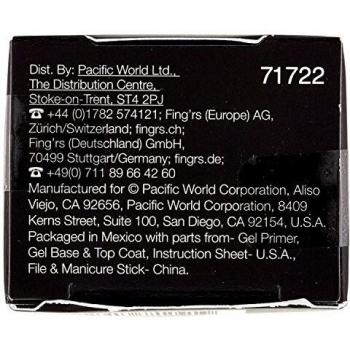 Dist. By: Pacific World Ltd.,
71722
The Distribution Centre,
Stoke-on-Trent, ST4 2PJ
☎ +44 (0)1782 574121; Fing'rs (Europe) AG,
Zürich/Switzerland; fingrs.ch;
Fing'rs (Deutschland) GmbH,
70499 Stuttgart/Germany; fingrs.de;
☎ +49(0) 711 89 66 42 60
Manufactured for © Pacific World Corporation, Aliso
Viejo, CA 92656, Pacific World Corporation, 8409
Kerns Street, Suite 100, San Diego, CA 92154, U.S.A.
Packaged in Mexico with parts from- Gel Primer,
Gel Base & Top Coat, Instruction Sheet- U.S.A.,
File & Manicure Stick- China.